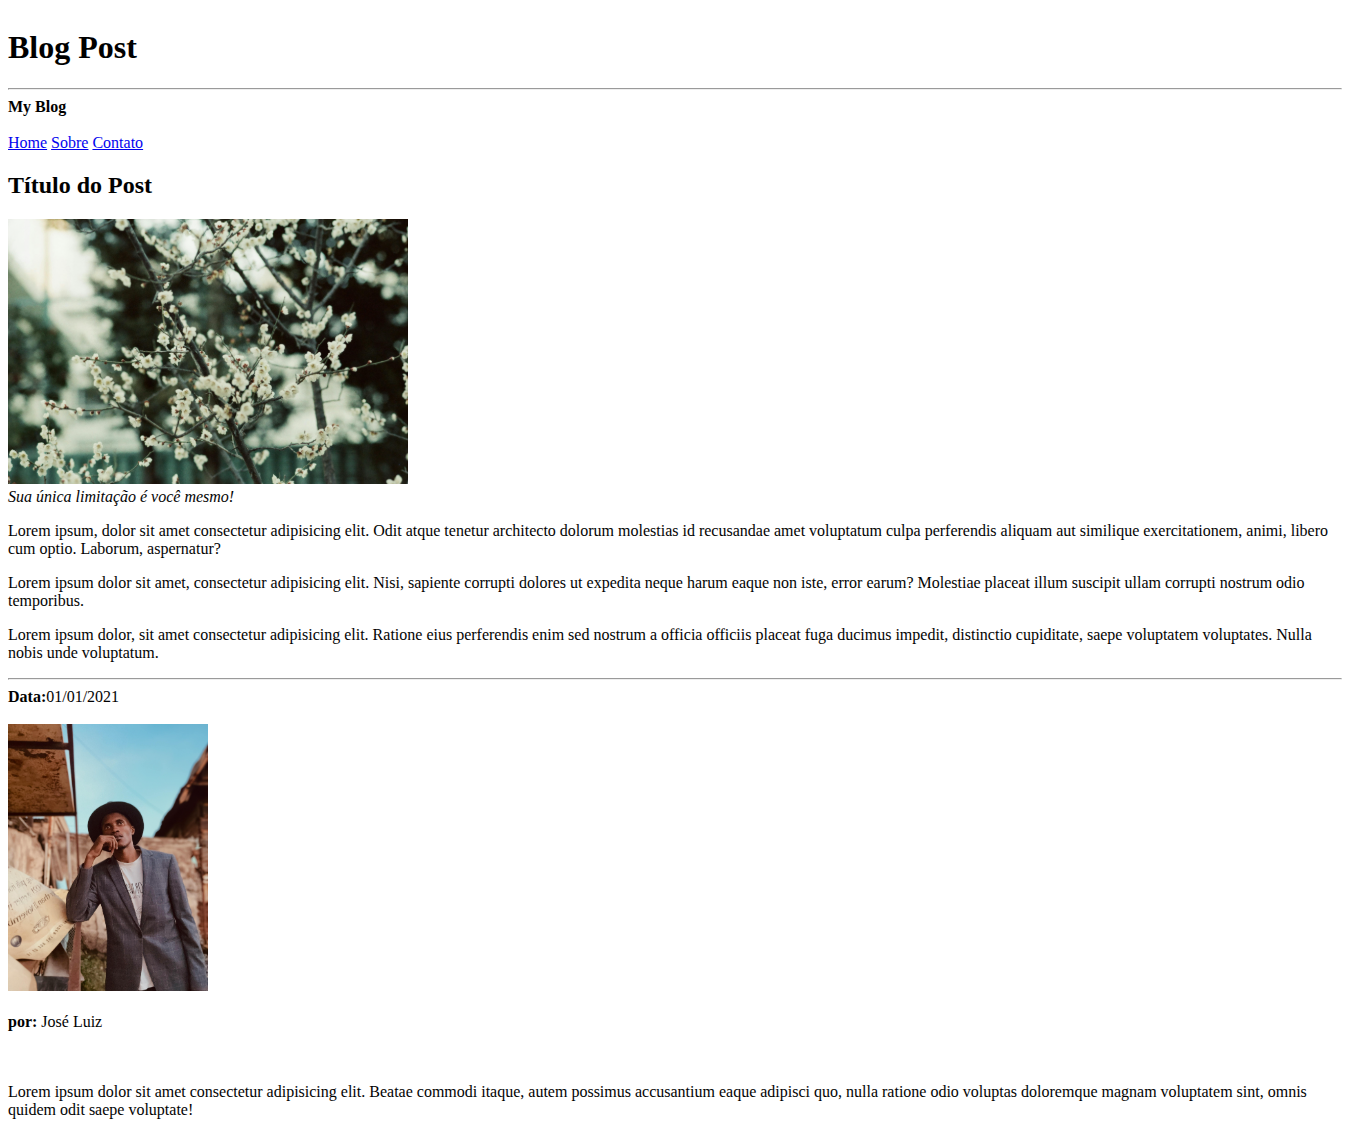 Blog Post
My Blog
Home Sobre Contato
Título do Post
Sua única limitação é você mesmo!
Lorem ipsum, dolor sit amet consectetur adipisicing elit. Odit atque tenetur architecto dolorum molestias id recusandae amet voluptatum culpa perferendis aliquam aut similique exercitationem, animi, libero
cum optio. Laborum, aspernatur?
Lorem ipsum dolor sit amet, consectetur adipisicing elit. Nisi, sapiente corrupti dolores ut expedita neque harum eaque non iste, error earum? Molestiae placeat illum suscipit ullam corrupti nostrum odio
temporibus.
Lorem ipsum dolor, sit amet consectetur adipisicing elit. Ratione eius perferendis enim sed nostrum a officia officiis placeat fuga ducimus impedit, distinctio cupiditate, saepe voluptatem voluptates. Nulla
nobis unde voluptatum.
Data:01/01/2021
por: José Luiz
Lorem ipsum dolor sit amet consectetur adipisicing elit. Beatae commodi itaque, autem possimus accusantium eaque adipisci quo, nulla ratione odio voluptas doloremque magnam voluptatem sint, omnis
quidem odit saepe voluptate!